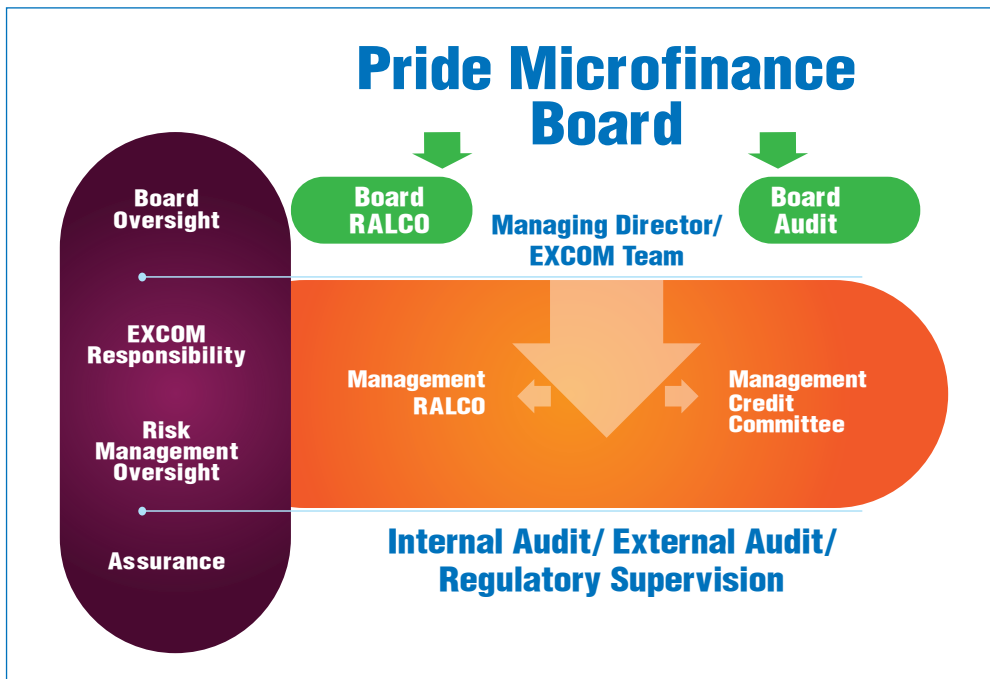 Pride Microfinance
Board
Board
Oversight
Board
RALCO
Board
Audit
Managing Director/
EXCOM Team
EXCOM
Responsibility
Management
RALCO
Management
Credit
Committee
Risk
Management
Oversight
Assurance
Internal Audit/ External Audit/
Regulatory Supervision